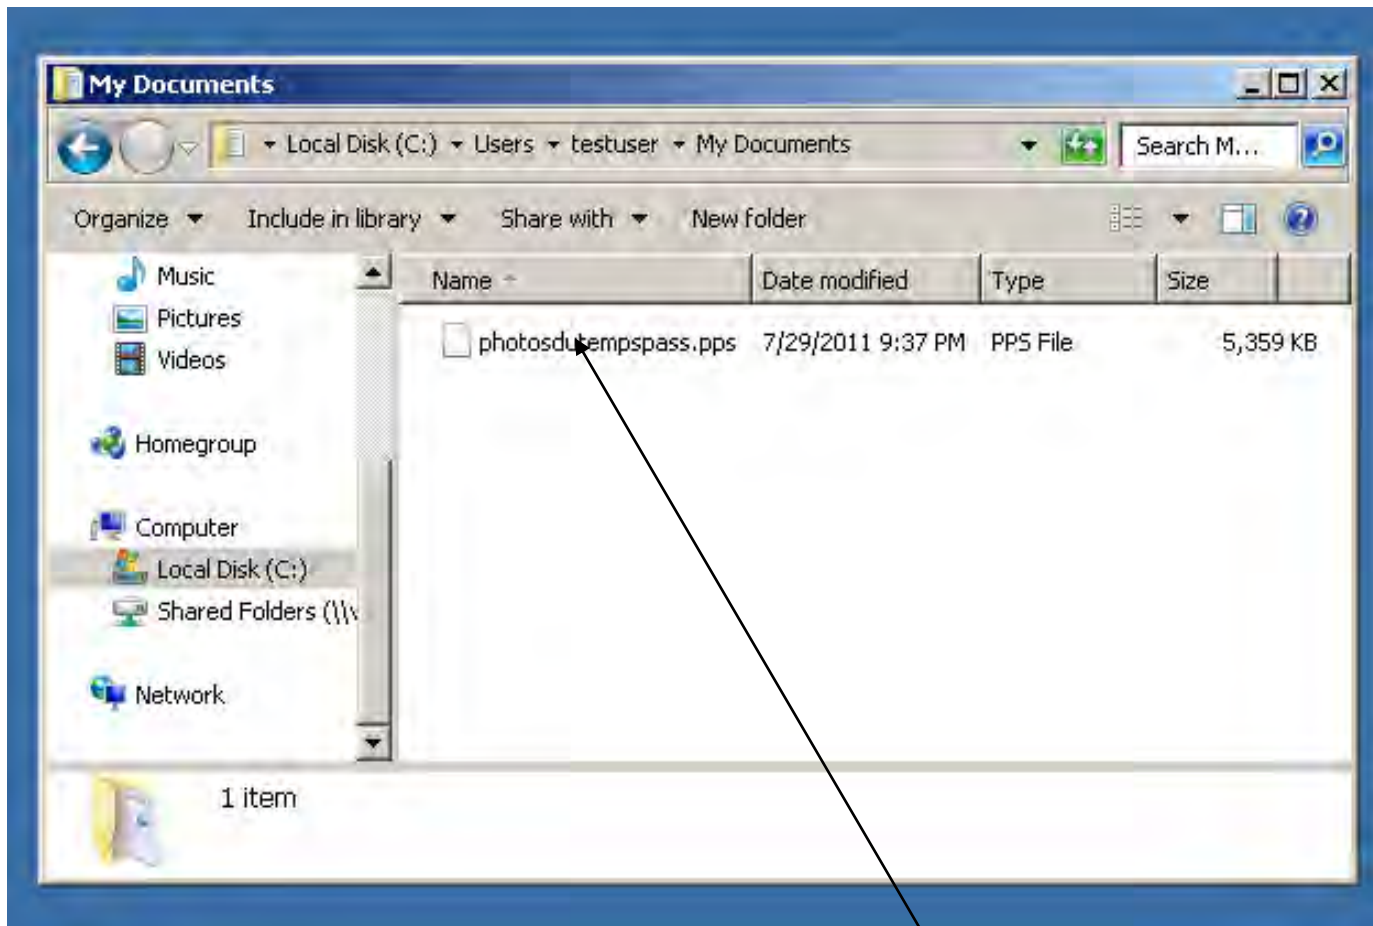 My Documents
Local Disk (C:) Users testuser My Documents Search M...
Organize Include in library Share with New folder
Music
Pictures
Videos
Homegroup
Computer
Local Disk (C:)
Shared Folders (\\v
Network
Name Date modified Type Size
photosdutempspass.pps 7/29/2011 9:37 PM PPS File 5,359 KB
1 item